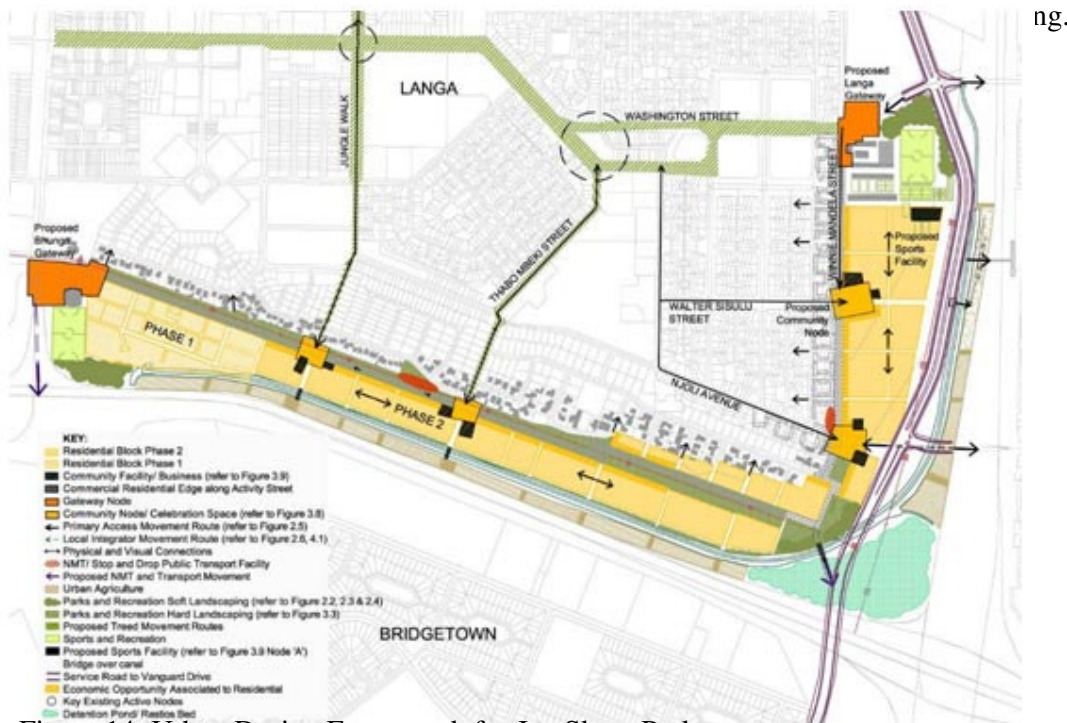 ng.
LANGA
Proposed
Langa
Gateway
WASHINGTON STREET
JUNGLE WALK
WINNIE MANDELA STREET
Proposed
Gateway
Proposed
Sports
Facility
THABO MBEKI STREET
WALTER SISULU
STREET
Proposed
Community
Node
PHASE 1
NJOLI AVENUE
PHASE 2
KEY:
Residential Block Phase 2
Residential Block Phase 1
Community Facility/ Business (refer to Figure 3.9)
Commercial Residential Edge along Activity Street
Gateway Node
Community Node/ Celebration Space (refer to Figure 3.8)
Primary Access Movement Route (refer to Figure 2.5)
Local Integrator Movement Route (refer to Figure 2.6, 4.1)
Physical and Visual Connections
NMT/ Stop and Drop Public Transport Facility
Proposed NMT and Transport Movement
Urban Agriculture
Parks and Recreation Soft Landscaping (refer to Figure 2.2, 2.3 & 2.4)
Parks and Recreation Hard Landscaping (refer to Figure 3.3)
Proposed Treed Movement Routes
Sports and Recreation
Proposed Sports Facility (refer to Figure 3.9 Node 'A')
Bridge over canal
Service Road to Vanguard Drive
Economic Opportunity Associated to Residential
Key Existing Active Nodes
Detention Pond/ Restios Bed
BRIDGETOWN